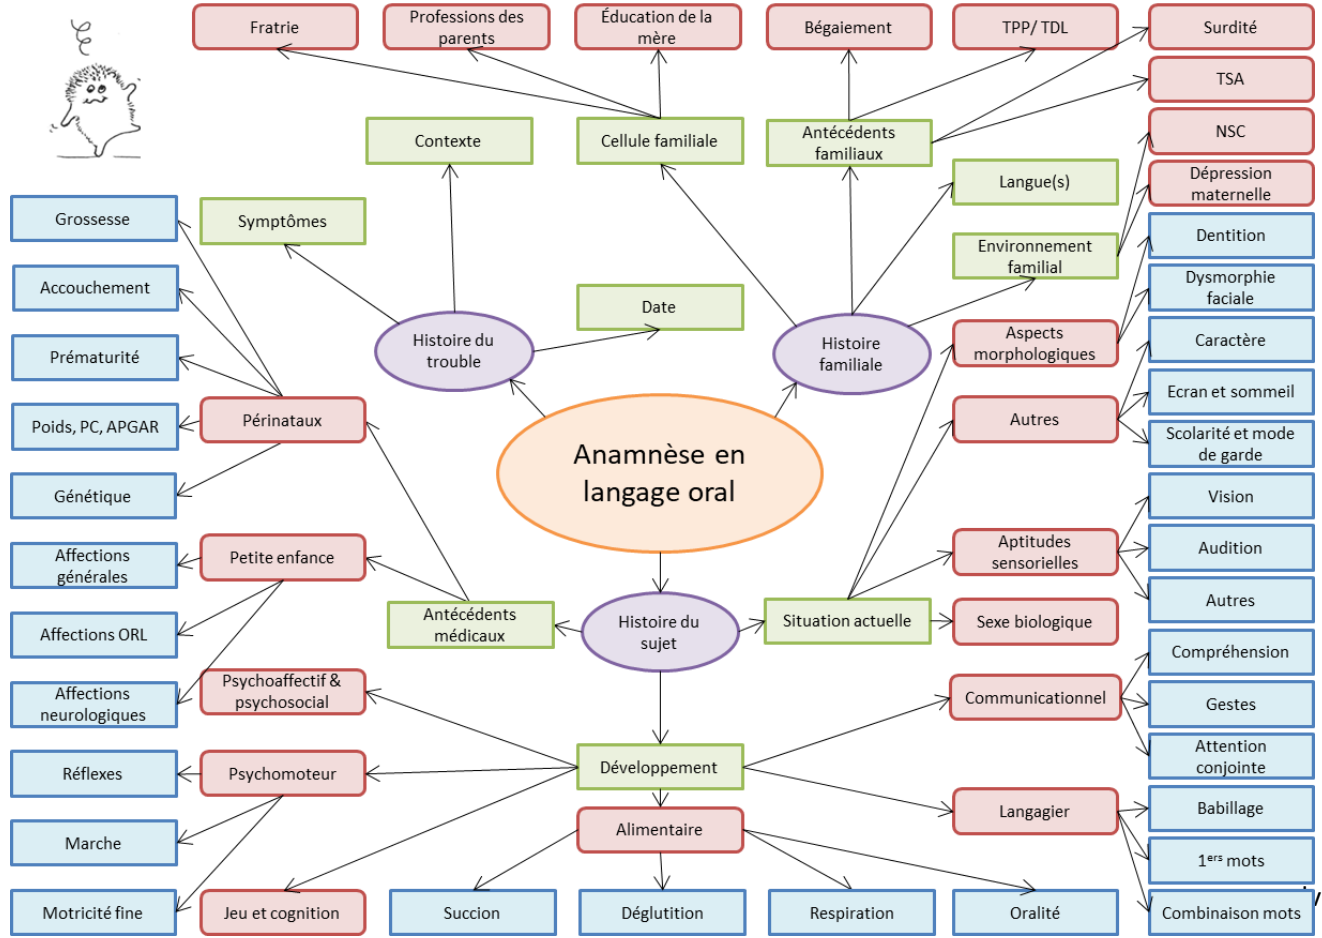 Fratrie
Professions des
parents
Éducation de la
mère
Bégaiement
TPP/ TDL
Surdité
TSA
Contexte
Cellule familiale
Antécédents
familiaux
NSC
Langue(s)
Dépression
maternelle
Grossesse
Symptômes
Environnement
familial
Dentition
Accouchement
Date
Dysmorphie
faciale
Histoire du
trouble
Histoire
familiale
Aspects
morphologiques
Caractère
Prématurité
Ecran et sommeil
Poids, PC, APGAR
Périnataux
Autres
Scolarité et mode
de garde
Anamnèse en
langage oral
Génétique
Vision
Affections
générales
Petite enfance
Aptitudes
sensorielles
Audition
Autres
Affections ORL
Antécédents
médicaux
Histoire du
sujet
Situation actuelle
Sexe biologique
Compréhension
Affections
neurologiques
Psychoaffectif &
psychosocial
Communicationnel
Gestes
Attention
conjointe
Réflexes
Psychomoteur
Développement
Babillage
Marche
Alimentaire
Langagier
1ers mots
Motricité fine
Jeu et cognition
Succion
Déglutition
Respiration
Oralité
Combinaison mots